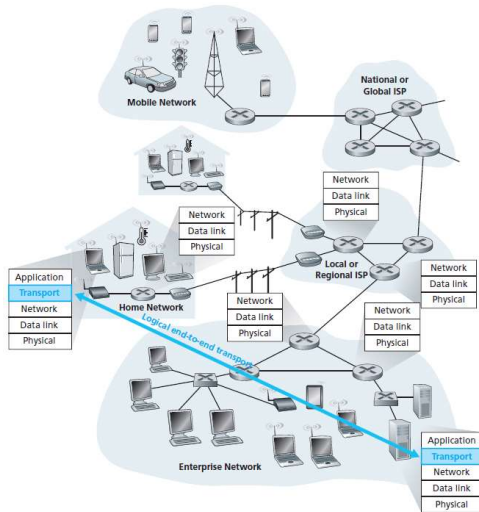 Mobile Network
National or
Global ISP
Network
Data link
Physical
Network
Data link
Physical
Local or
Regional ISP
Network
Data link
Physical
Application
Transport
Network
Data link
Physical
Home Network
Network
Data link
Physical
Network
Data link
Physical
Logical end-to-end transport
Enterprise Network
Application
Transport
Network
Data link
Physical